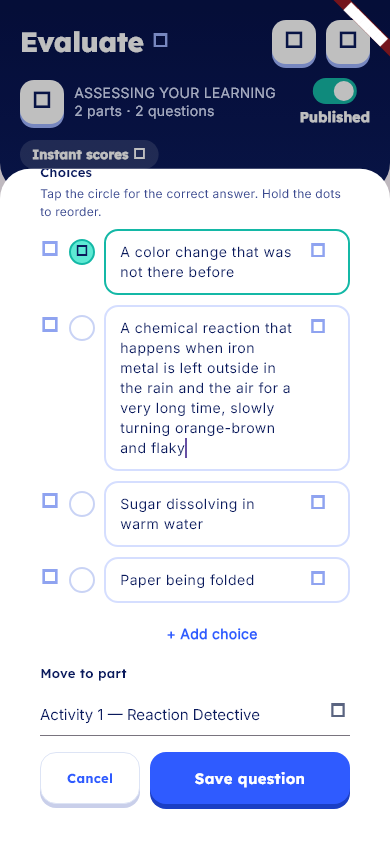 Evaluate
ASSESSING YOUR LEARNING
2 parts · 2 questions
Published
Instant scores
Choices
Tap the circle for the correct answer. Hold the dots
to reorder.
A color change that was
not there before
A chemical reaction that
happens when iron
metal is left outside in
the rain and the air for a
very long time, slowly
turning orange-brown
and flaky
Sugar dissolving in
warm water
Paper being folded
+ Add choice
Move to part
Activity 1 — Reaction Detective
Cancel
Save question